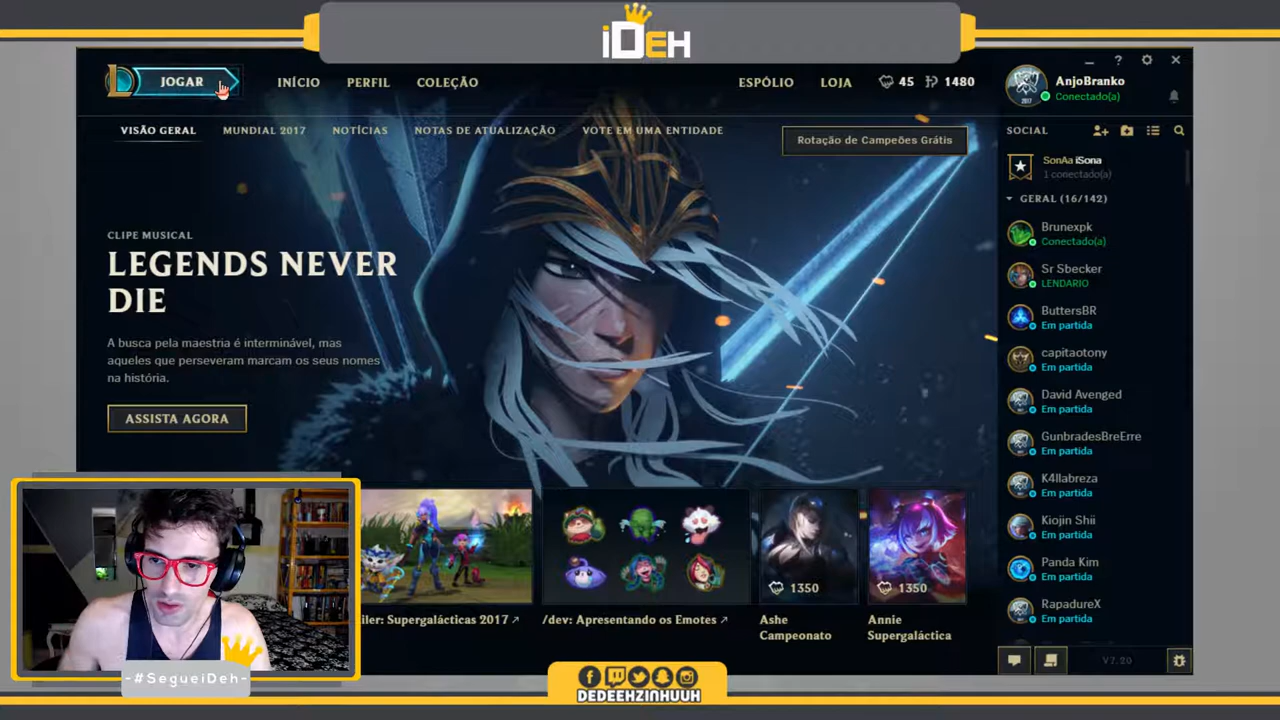 iDEH
JOGAR
INÍCIO
PERFIL
COLEÇÃO
ESPÓLIO
LOJA
45
1480
AnjoBranko
Conectado(a)
2017
VISÃO GERAL
MUNDIAL 2017
NOTÍCIAS
NOTAS DE ATUALIZAÇÃO
VOTE EM UMA ENTIDADE
Rotação de Campeões Grátis
SOCIAL
SonAa iSona
1 conectado(a)
GERAL (16/142)
Brunexpk
Conectado(a)
Sr Sbecker
LENDARIO
ButtersBR
Em partida
capitaotony
Em partida
David Avenged
Em partida
GunbradesBreErre
Em partida
K4llabreza
Em partida
Kiojin Shii
Em partida
Panda Kim
Em partida
RapadureX
Em partida
CLIPE MUSICAL
LEGENDS NEVER
DIE
A busca pela maestria é interminável, mas
aqueles que perseveram marcam os seus nomes
na história.
ASSISTA AGORA
1350
1350
iler: Supergalácticas 2017
/dev: Apresentando os Emotes
Ashe
Campeonato
Annie
Supergaláctica
V7.20
-#SegueiDeh-
DEDEEHZINHUUH